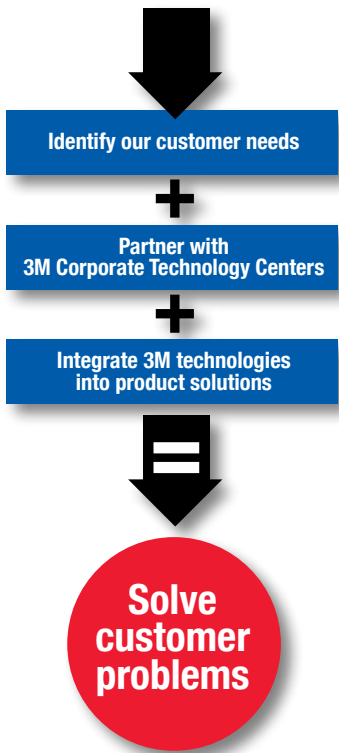 Identify our customer needs
+
Partner with
3M Corporate Technology Centers
+
Integrate 3M technologies
into product solutions
=
Solve
customer
problems